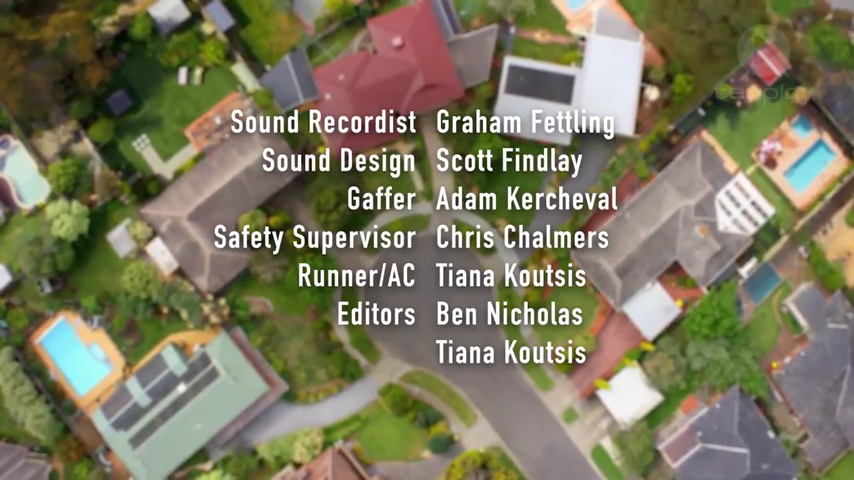 Sound Recordist Graham Fettling
Sound Design Scott Findlay
Gaffer Adam Kercheval
Safety Supervisor Chris Chalmers
Runner/AC Tiana Koutsis
Editors Ben Nicholas
Tiana Koutsis